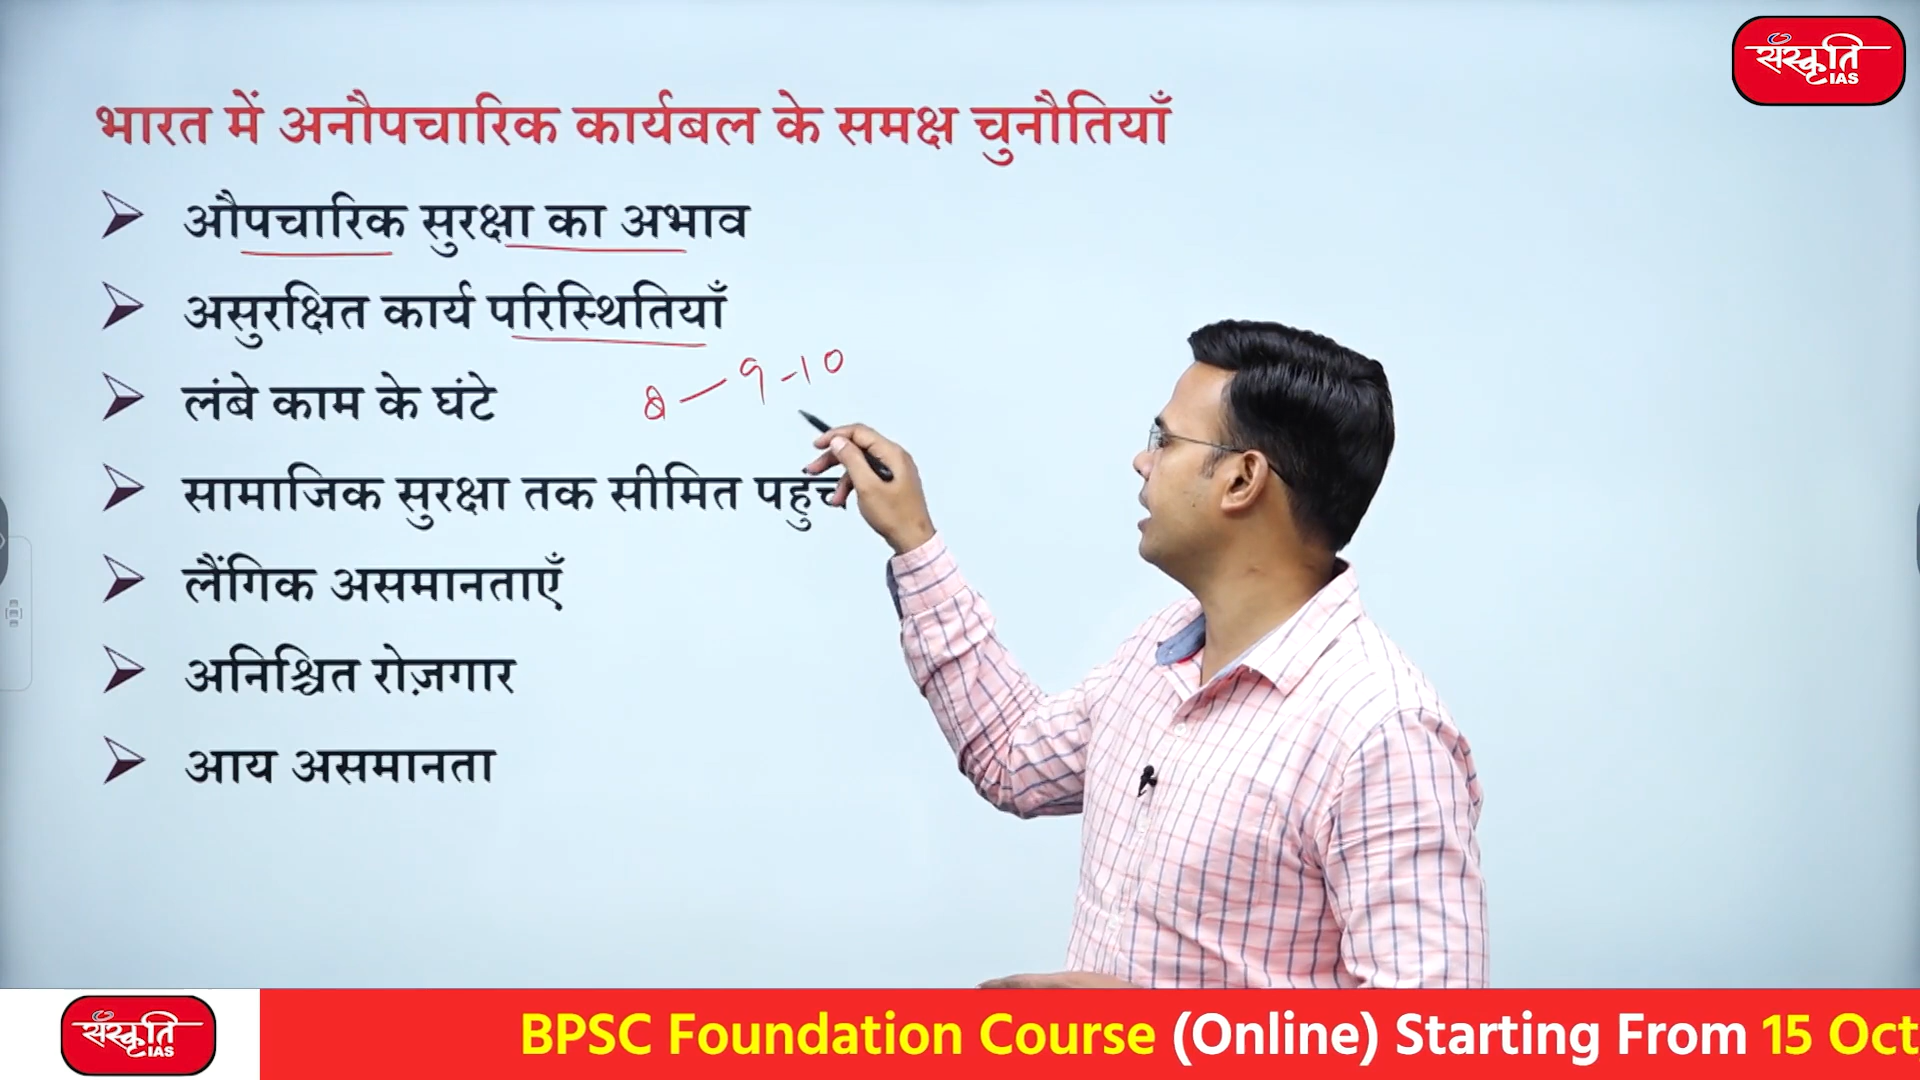 संस्कृति
IAS
भारत में अनौपचारिक कार्यबल के समक्ष चुनौतियाँ
औपचारिक सुरक्षा का अभाव
असुरक्षित कार्य परिस्थितियाँ
लंबे काम के घंटे
8 – 9 - 10
सामाजिक सुरक्षा तक सीमित पहुंच
लैंगिक असमानताएँ
अनिश्चित रोज़गार
आय असमानता
संस्कृति
IAS
BPSC Foundation Course (Online) Starting From 15 Oct